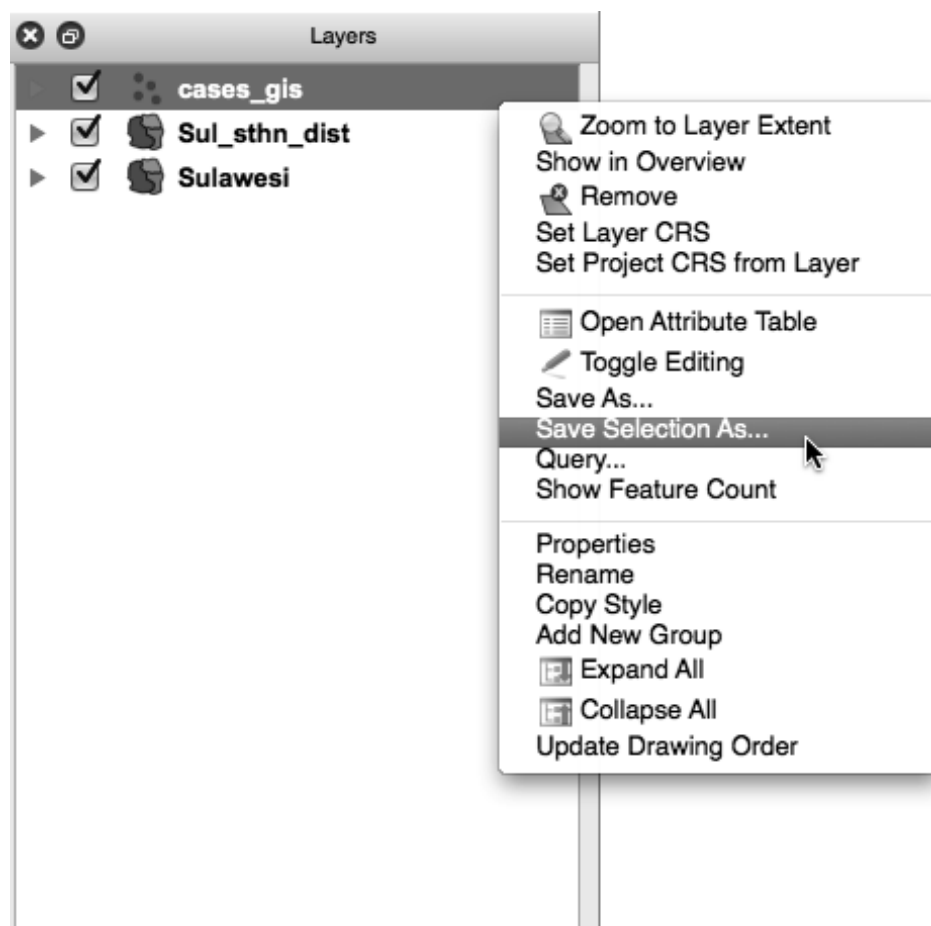 Layers
cases_gis
Sul_sthn_dist
Sulawesi
Zoom to Layer Extent
Show in Overview
Remove
Set Layer CRS
Set Project CRS from Layer
Open Attribute Table
Toggle Editing
Save As...
Save Selection As...
Query...
Show Feature Count
Properties
Rename
Copy Style
Add New Group
Expand All
Collapse All
Update Drawing Order